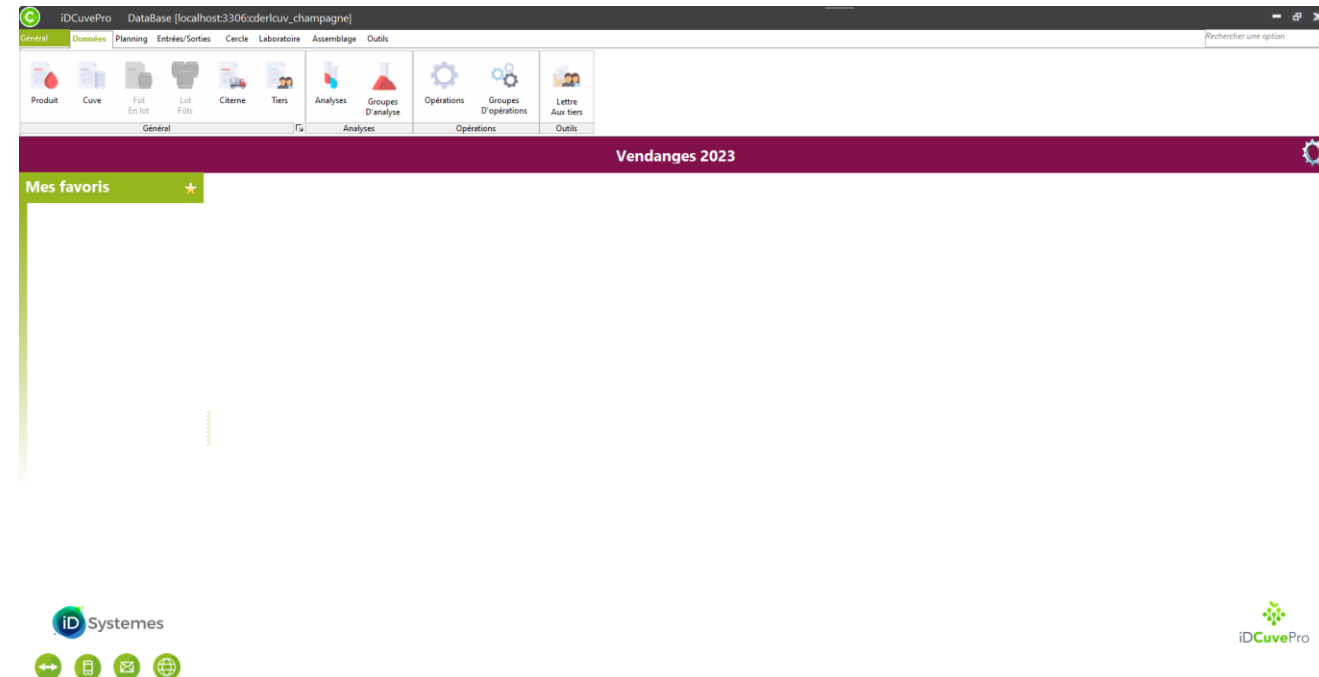 C iDCuvePro DataBase [localhost:3306:cderlcuv_champagne]
Général Données Planning Entrées/Sorties Cercle Laboratoire Assemblage Outils Rechercher une option
Produit Cuve Fût En lot Lot Fûts Citerne Tiers Analyses Groupes D'analyse Opérations Groupes D'opérations Lettre Aux tiers
Général Analyses Opérations Outils
Vendanges 2023
Mes favoris
iD Systemes
iDCuvePro